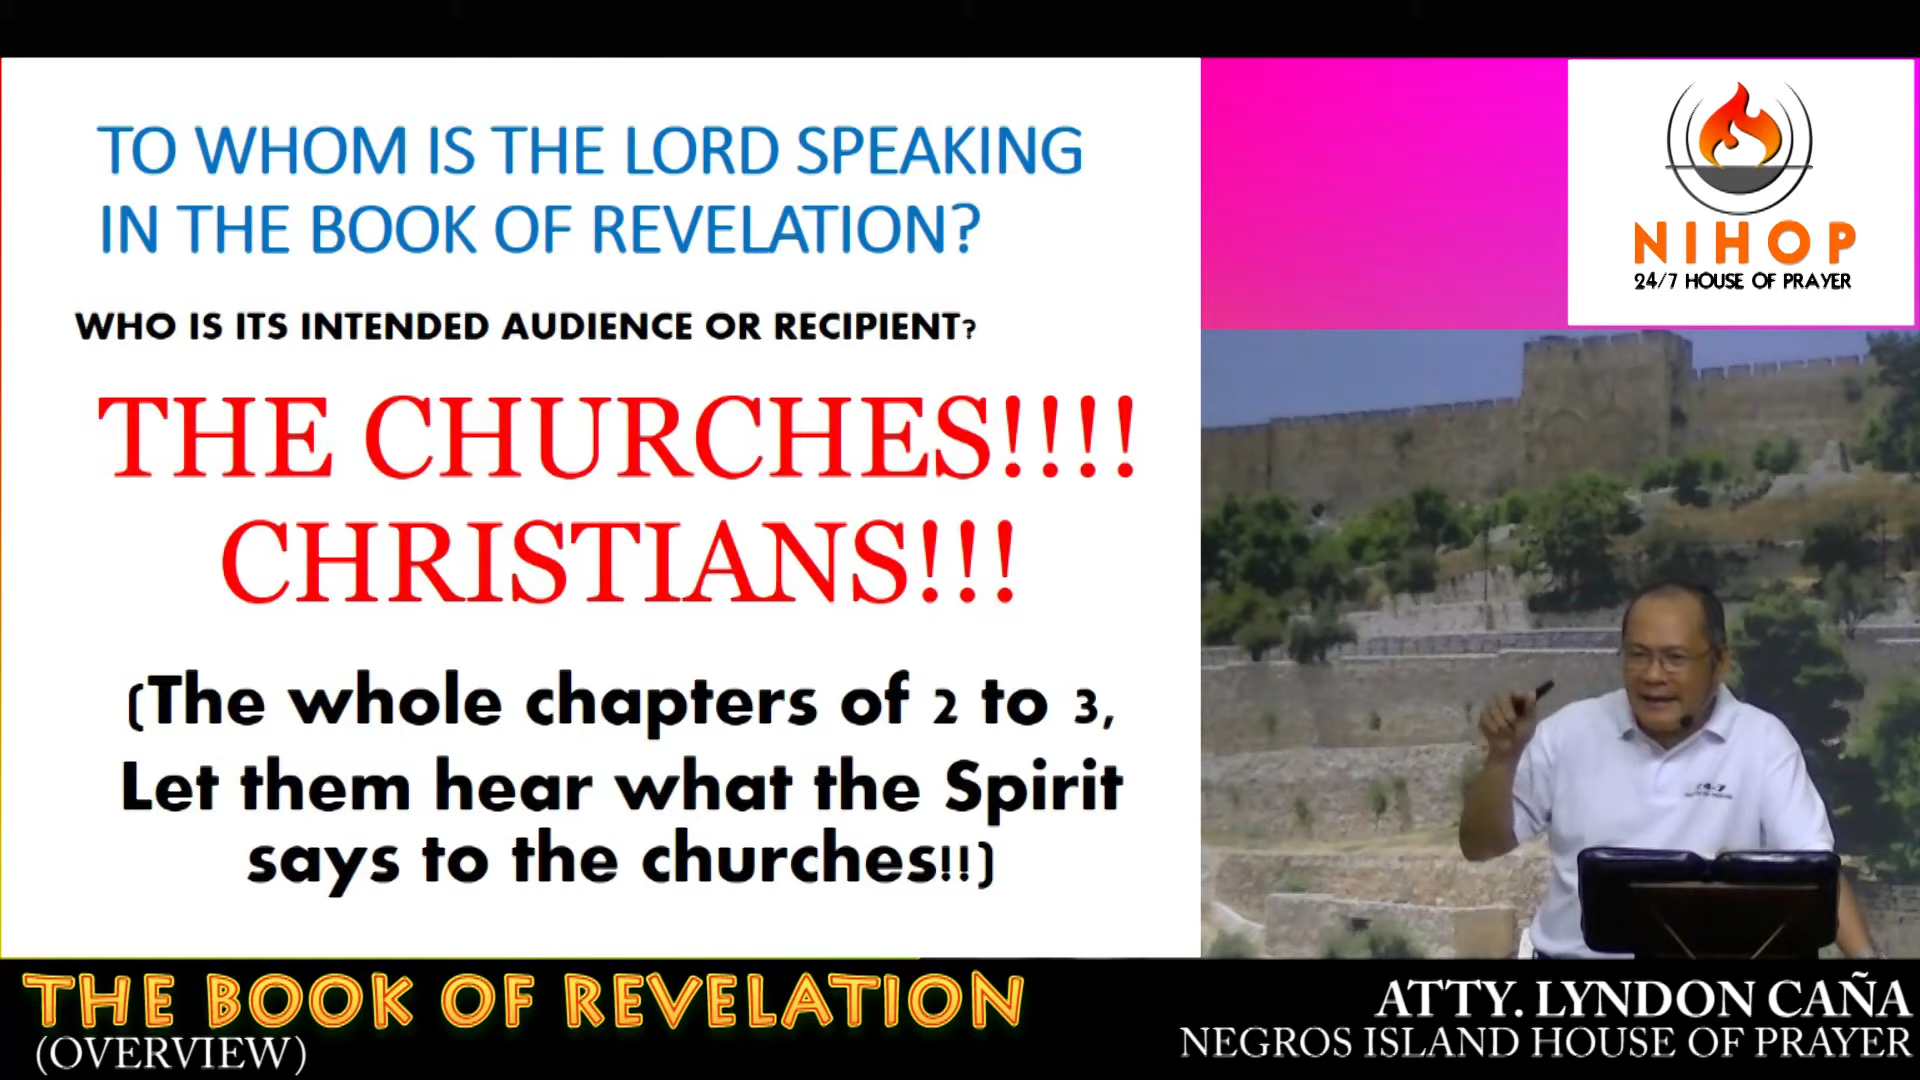 TO WHOM IS THE LORD SPEAKING
IN THE BOOK OF REVELATION?
WHO IS ITS INTENDED AUDIENCE OR RECIPIENT?
THE CHURCHES!!!!
CHRISTIANS!!!
(The whole chapters of 2 to 3,
Let them hear what the Spirit
says to the churches!!)
NIHOP
24/7 HOUSE OF PRAYER
THE BOOK OF REVELATION
(OVERVIEW)
ATTY. LYNDON CAÑA
NEGROS ISLAND HOUSE OF PRAYER